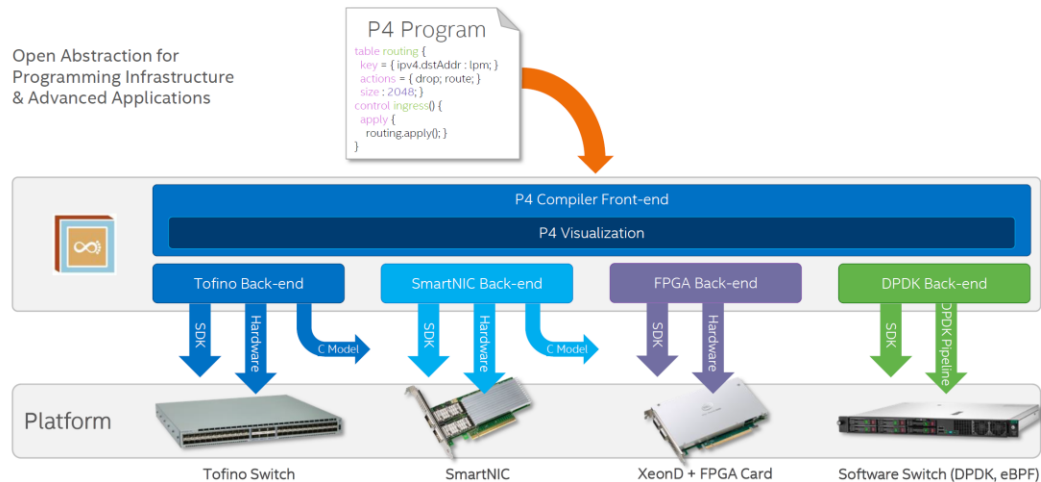 Open Abstraction for
Programming Infrastructure
& Advanced Applications
P4 Program
table routing {
key = { ipv4.dstAddr : lpm; }
actions = { drop; route; }
size : 2048; }
control ingress() {
apply {
routing.apply(); }
}
P4 Compiler Front-end
P4 Visualization
Tofino Back-end
SmartNIC Back-end
FPGA Back-end
DPDK Back-end
SDK
Hardware
C Model
SDK
Hardware
C Model
SDK
Hardware
SDK
DPDK Pipeline
Platform
Tofino Switch
SmartNIC
XeonD + FPGA Card
Software Switch (DPDK, eBPF)